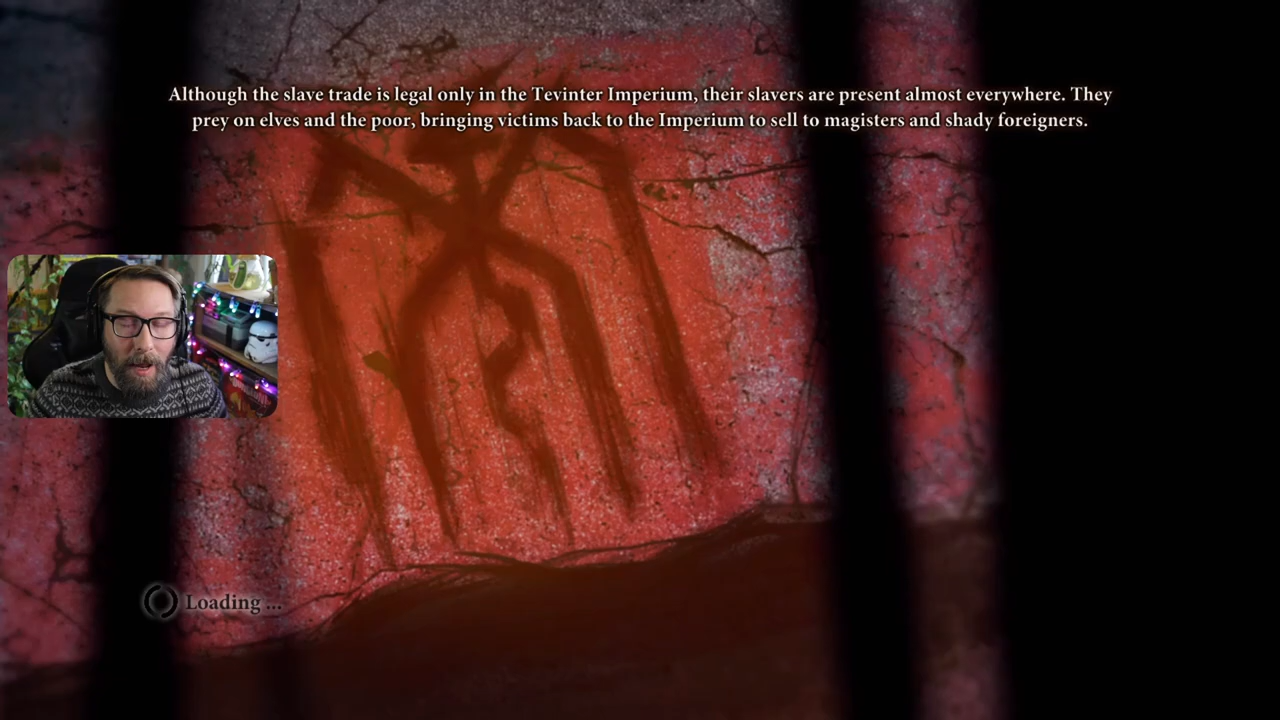 Although the slave trade is legal only in the Tevinter Imperium, their slavers are present almost everywhere. They
prey on elves and the poor, bringing victims back to the Imperium to sell to magisters and shady foreigners.
Loading ...